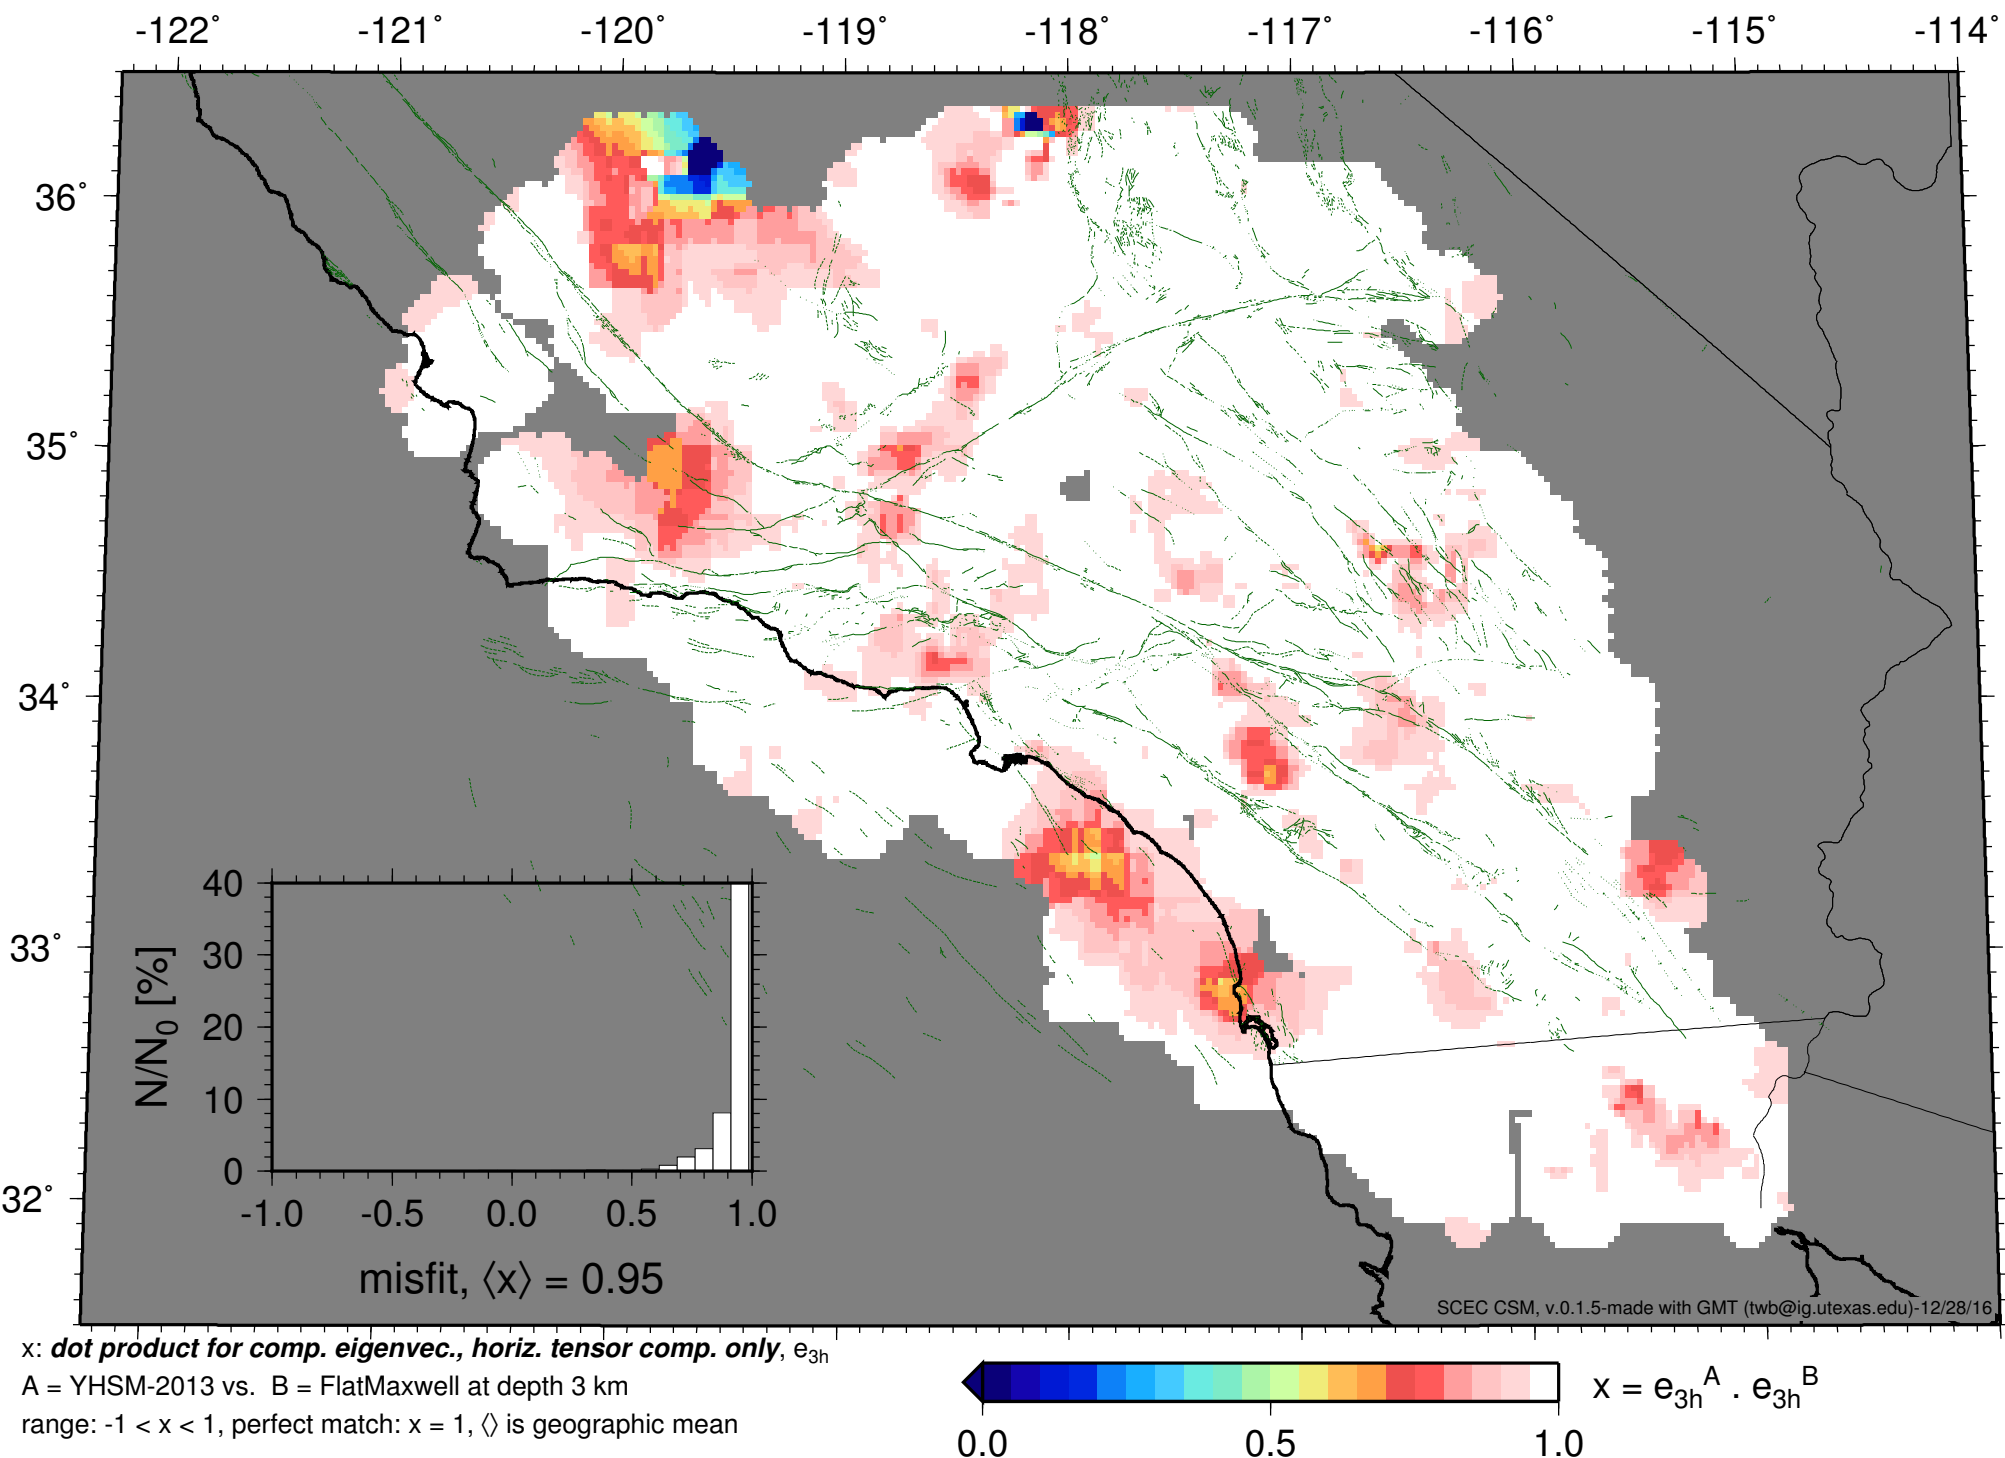 -122° -121° -120° -119° -118° -117° -116° -115° -114°
36°
35°
34°
33°
32°
40
30
20
10
0
N/N₀ [%]
-1.0 -0.5 0.0 0.5 1.0
misfit, ⟨x⟩ = 0.95
SCEC CSM, v.0.1.5-made with GMT (twb@ig.utexas.edu)-12/28/16
x: dot product for comp. eigenvec., horiz. tensor comp. only, e₃ₕ
A = YHSM-2013 vs. B = FlatMaxwell at depth 3 km
range: -1 < x < 1, perfect match: x = 1, ⟨⟩ is geographic mean
x = e₃ₕᴬ . e₃ₕᴮ
0.0 0.5 1.0